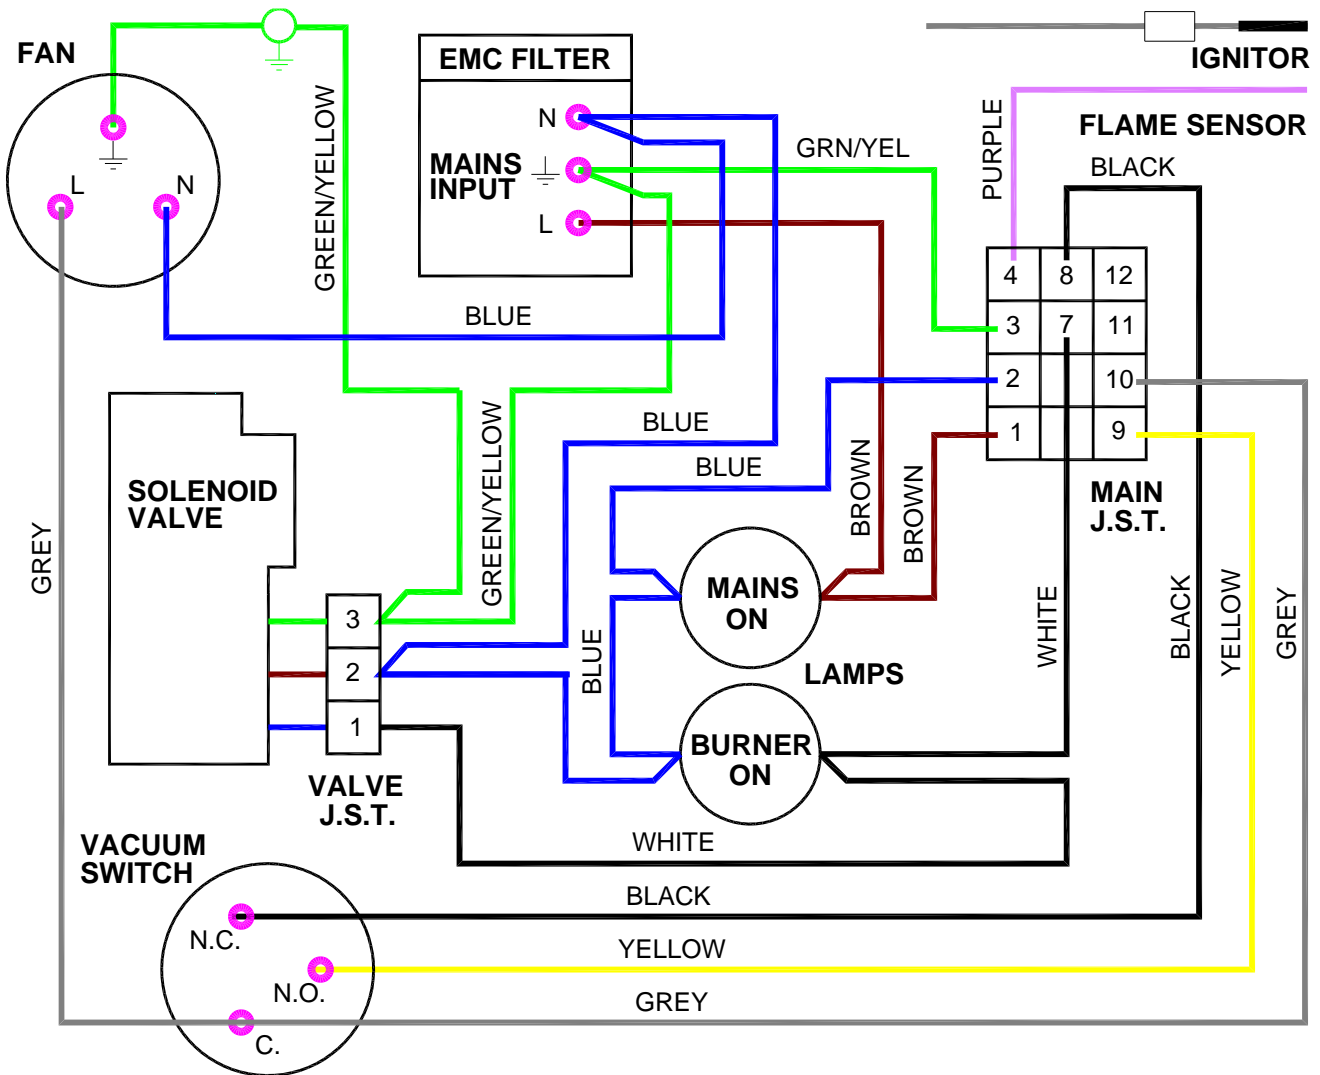 FAN
EMC FILTER
IGNITOR
GREEN/YELLOW
N
MAINS
INPUT
L
GRN/YEL
PURPLE
FLAME SENSOR
BLACK
L
N
BLUE
4
8
12
3
7
11
2
10
1
9
MAIN
J.S.T.
SOLENOID
VALVE
GREY
GREEN/YELLOW
BLUE
BLUE
BROWN
BROWN
MAINS
ON
WHITE
BLACK
YELLOW
GREY
LAMPS
BLUE
3
2
1
VALVE
J.S.T.
BURNER
ON
VACUUM
SWITCH
WHITE
BLACK
N.C.
YELLOW
N.O.
GREY
C.